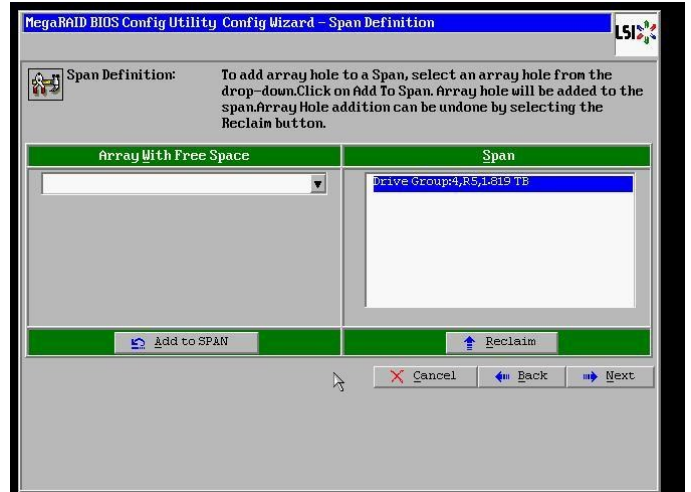 MegaRAID BIOS Config Utility Config Wizard – Span Definition
LSI
Span Definition:
To add array hole to a Span, select an array hole from the
drop-down.Click on Add To Span. Array hole will be added to the
span.Array Hole addition can be undone by selecting the
Reclaim button.
Array With Free Space
Span
Drive Group:4,R5,1.819 TB
Add to SPAN
Reclaim
Cancel
Back
Next